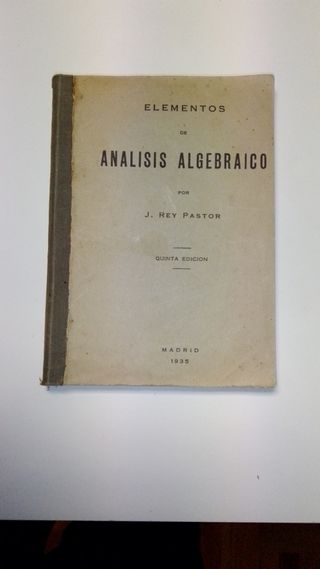 ELEMENTOS
DE
ANALISIS ALGEBRAICO
POR
J. REY PASTOR
QUINTA EDICION
MADRID
1935